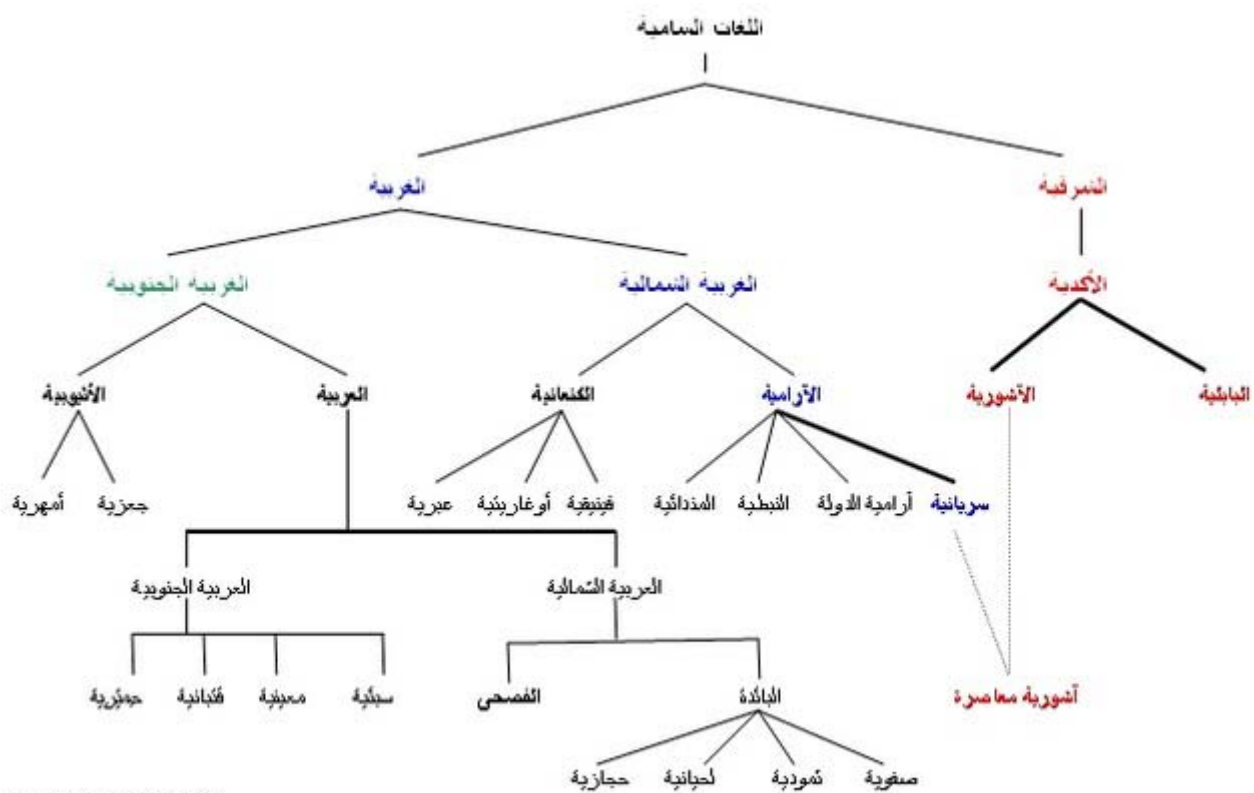 اللغات السامية
الشرقية
الغربية
الأكدية
الغربية الشمالية
الغربية الجنوبية
البابلية
الآشورية
الآرامية
الكنعانية
العربية
الأثيوبية
سريانية
آرامية الدولة
النبطية
المندائية
فينيقية
أوغاريتية
عبرية
جعزية
أمهرية
العربية الشمالية
العربية الجنوبية
آشورية معاصرة
البائدة
الفصحى
سبئية
معينية
قتبانية
حميرية
صفوية
ثمودية
لحيانية
حجازية